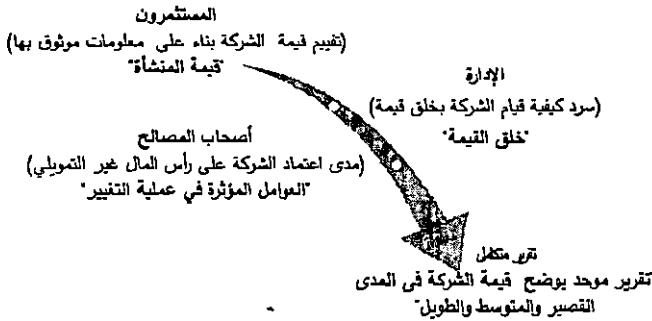 المستثمرون
(تقييم قيمة الشركة بناء على معلومات موثوق بها)
"قيمة المنشأة"
الإدارة
(سرد كيفية قيام الشركة بخلق قيمة)
"خلق القيمة"
أصحاب المصالح
(مدى اعتماد الشركة على رأس المال غير التمويلي)
"العوامل المؤثرة في عملية التغيير"
تقرير متكامل
تقرير موحد يوضح قيمة الشركة فى المدى
القصير والمتوسط والطويل"